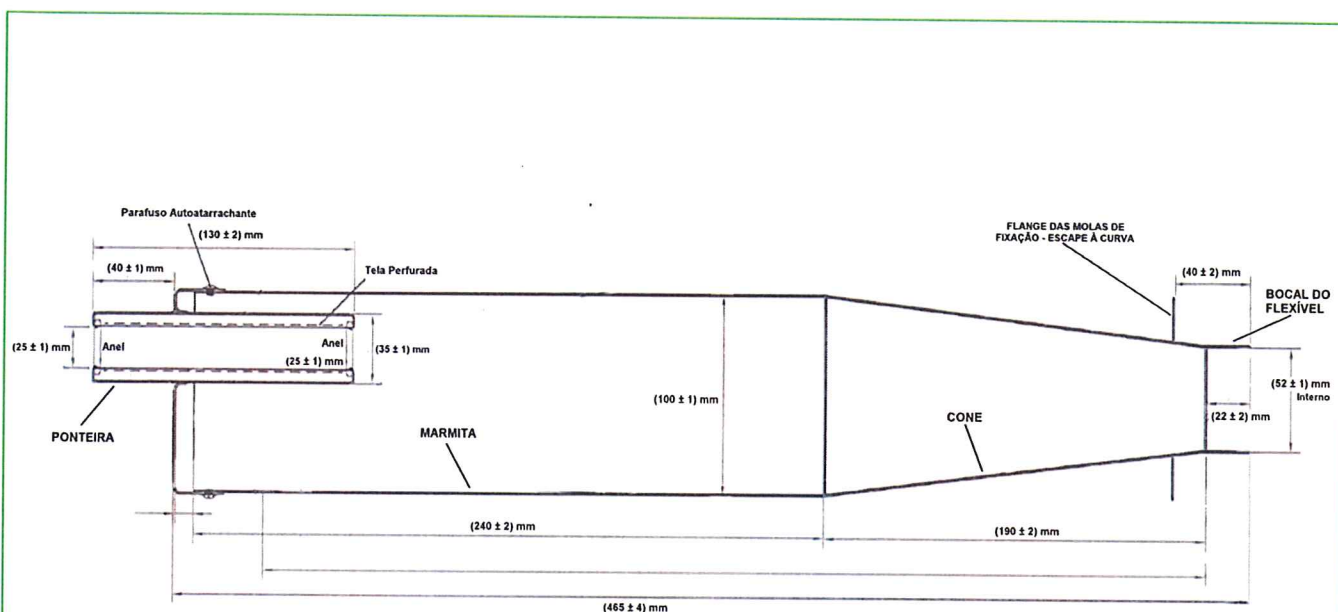 Parafuso Autoatarrachante
(130 ± 2) mm
(40 ± 1) mm
Tela Perfurada
FLANGE DAS MOLAS DE
FIXAÇÃO - ESCAPE À CURVA
(40 ± 2) mm
BOCAL DO
FLEXÍVEL
(25 ± 1) mm
Anel
Anel
(25 ± 1) mm
(35 ± 1) mm
(100 ± 1) mm
(52 ± 1) mm
Interno
(22 ± 2) mm
PONTEIRA
MARMITA
CONE
(240 ± 2) mm
(190 ± 2) mm
(465 ± 4) mm